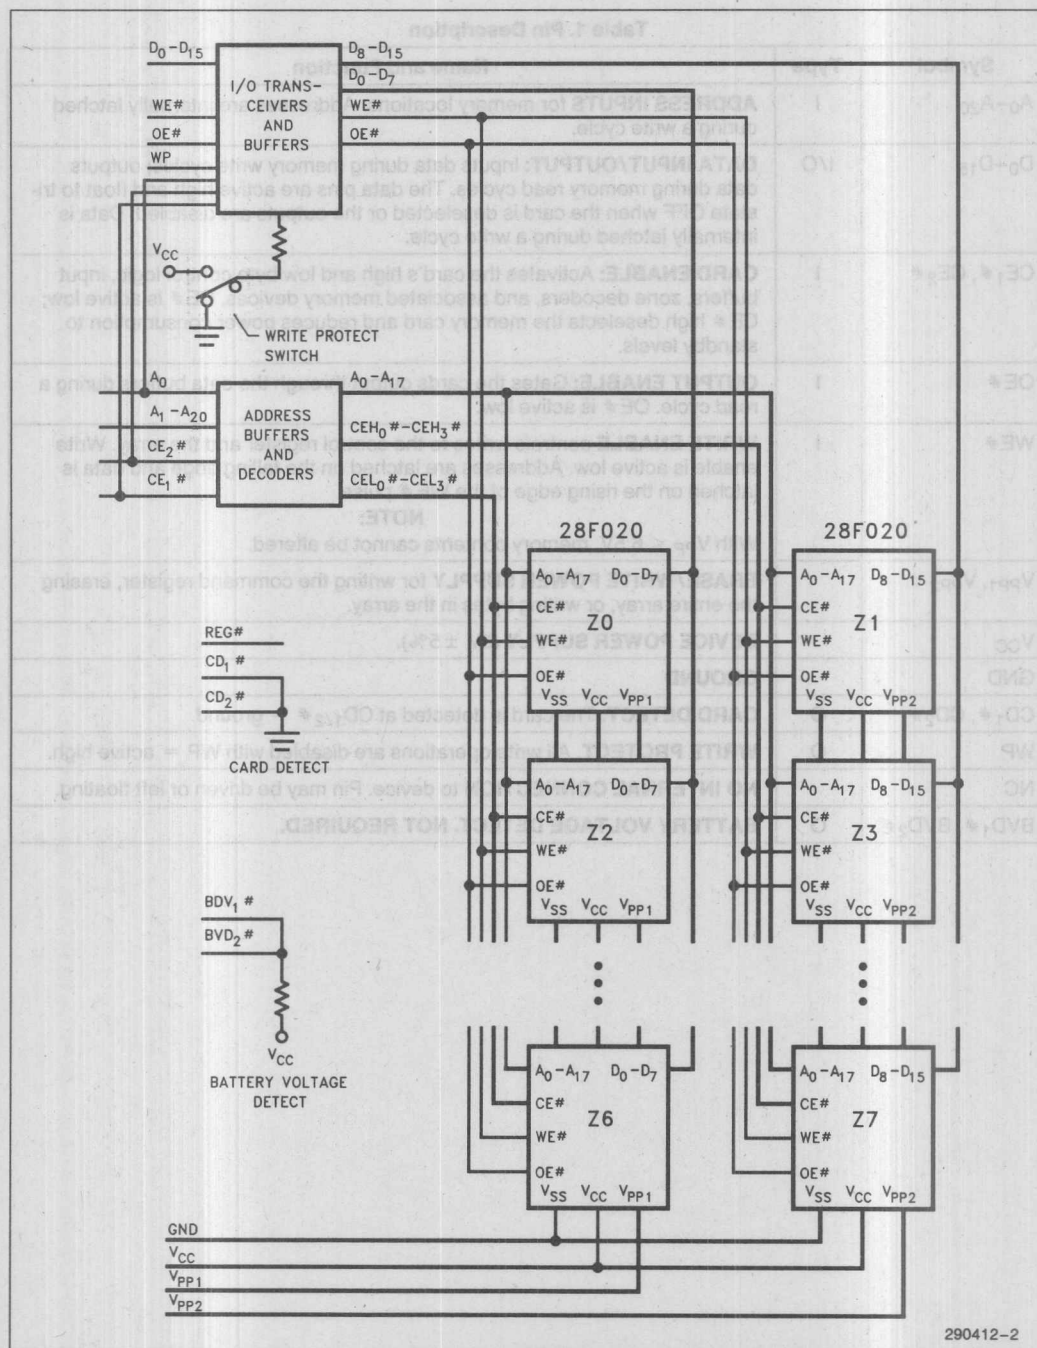 D0-D15
D8-D15
D0-D7
I/O TRANS-
CEIVERS
AND
BUFFERS
WE#
WE#
OE#
OE#
WP
VCC
WRITE PROTECT
SWITCH
A0
A0-A17
A1-A20
ADDRESS
BUFFERS
AND
DECODERS
CEH0#-CEH3#
CE2#
CE1#
CEL0#-CEL3#
28F020
A0-A17 D0-D7
CE#
Z0
WE#
OE#
VSS VCC VPP1
28F020
A0-A17 D8-D15
CE#
Z1
WE#
OE#
VSS VCC VPP2
REG#
CD1#
CD2#
CARD DETECT
A0-A17 D0-D7
CE#
Z2
WE#
OE#
VSS VCC VPP1
A0-A17 D8-D15
CE#
Z3
WE#
OE#
VSS VCC VPP2
BDV1#
BVD2#
VCC
BATTERY VOLTAGE
DETECT
A0-A17 D0-D7
CE#
Z6
WE#
OE#
VSS VCC VPP1
A0-A17 D8-D15
CE#
Z7
WE#
OE#
VSS VCC VPP2
GND
VCC
VPP1
VPP2
290412-2